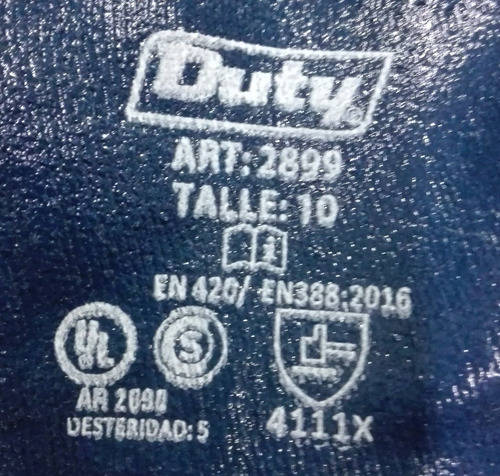 Duty®
ART: 2899
TALLE: 10
i
EN 420/ EN388:2016
UL S
AR 2090
DESTERIDAD: 5
4111X